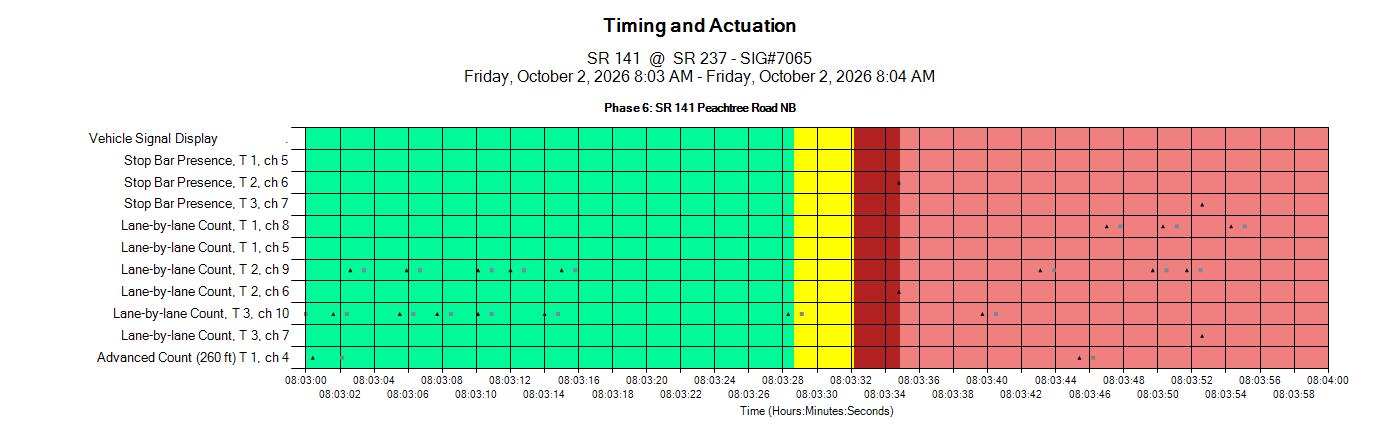 Timing and Actuation
SR 141 @ SR 237 - SIG#7065
Friday, October 2, 2026 8:03 AM - Friday, October 2, 2026 8:04 AM
Phase 6: SR 141 Peachtree Road NB
Vehicle Signal Display .
Stop Bar Presence, T 1, ch 5
Stop Bar Presence, T 2, ch 6
Stop Bar Presence, T 3, ch 7
Lane-by-lane Count, T 1, ch 8
Lane-by-lane Count, T 1, ch 5
Lane-by-lane Count, T 2, ch 9
Lane-by-lane Count, T 2, ch 6
Lane-by-lane Count, T 3, ch 10
Lane-by-lane Count, T 3, ch 7
Advanced Count (260 ft) T 1, ch 4
08:03:00 08:03:04 08:03:08 08:03:12 08:03:16 08:03:20 08:03:24 08:03:28 08:03:32 08:03:36 08:03:40 08:03:44 08:03:48 08:03:52 08:03:56 08:04:00
08:03:02 08:03:06 08:03:10 08:03:14 08:03:18 08:03:22 08:03:26 08:03:30 08:03:34 08:03:38 08:03:42 08:03:46 08:03:50 08:03:54 08:03:58
Time (Hours:Minutes:Seconds)